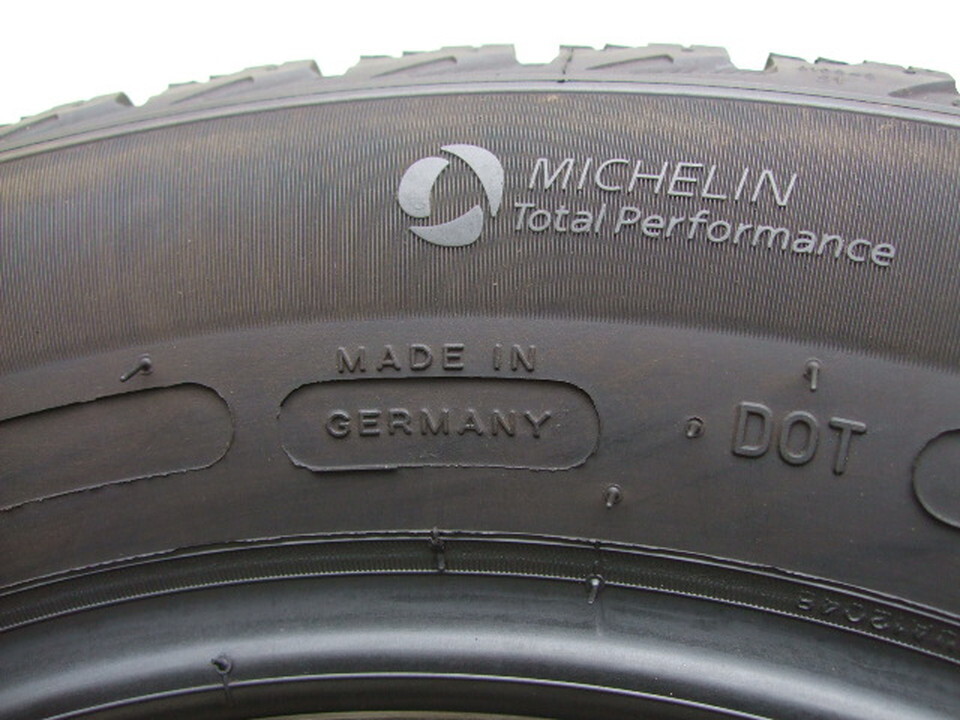 MICHELIN
Total Performance
MADE IN
GERMANY
DOT